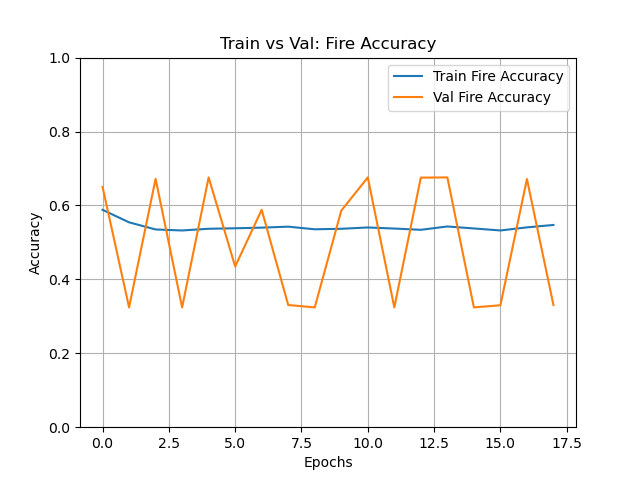 Train vs Val: Fire Accuracy
Train Fire Accuracy
Val Fire Accuracy
1.0
0.8
0.6
0.4
0.2
0.0
Accuracy
0.0 2.5 5.0 7.5 10.0 12.5 15.0 17.5
Epochs